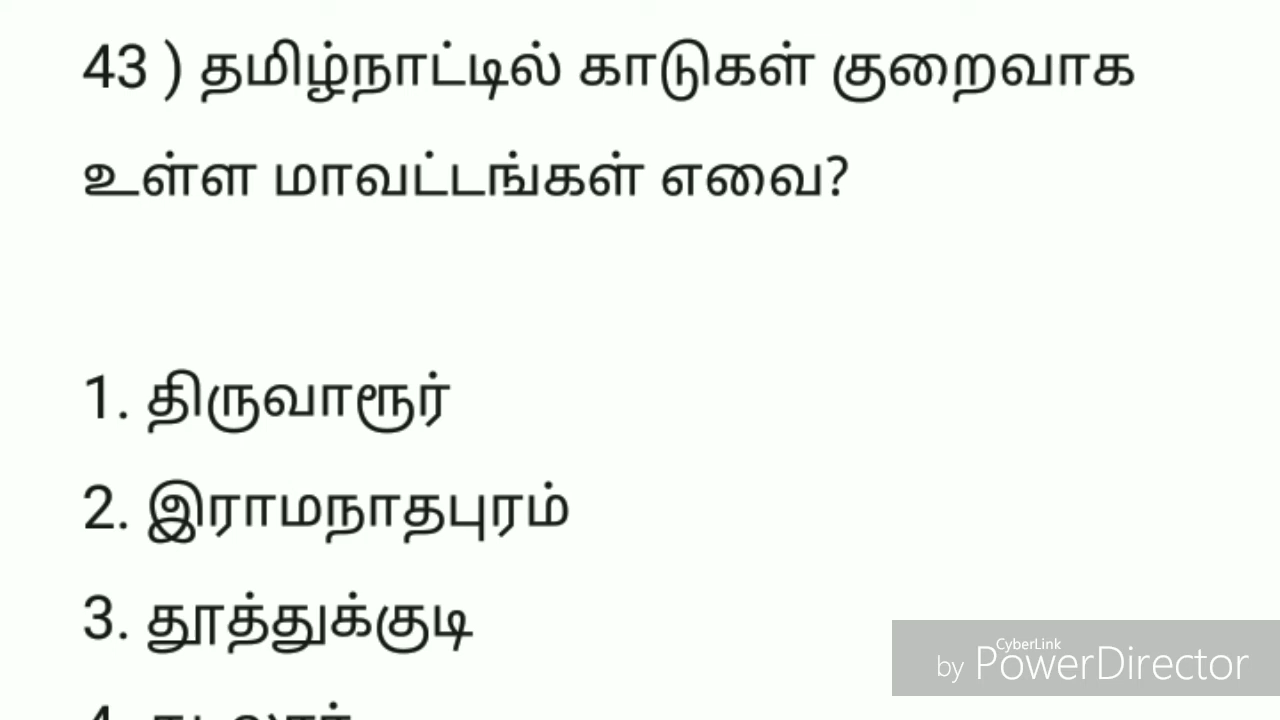 43 ) தமிழ்நாட்டில் காடுகள் குறைவாக
உள்ள மாவட்டங்கள் எவை?
1. திருவாரூர்
2. இராமநாதபுரம்
3. தூத்துக்குடி
CyberLink
by PowerDirector